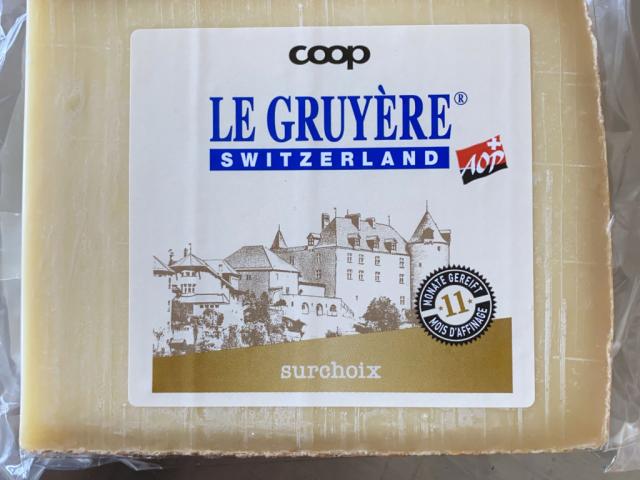 coop
LE GRUYÈRE®
SWITZERLAND
AOP
MONATE GEREIFT
11
MOIS D'AFFINAGE
surchoix